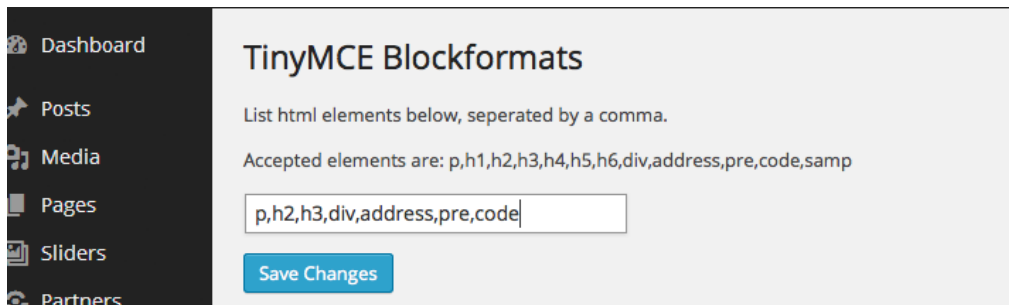 Dashboard
Posts
Media
Pages
Sliders
Partners
TinyMCE Blockformats
List html elements below, seperated by a comma.
Accepted elements are: p,h1,h2,h3,h4,h5,h6,div,address,pre,code,samp
p,h2,h3,div,address,pre,code
Save Changes